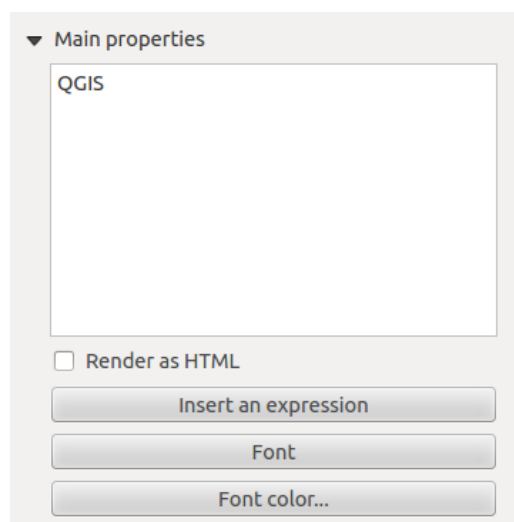 Main properties
QGIS
Render as HTML
Insert an expression
Font
Font color...